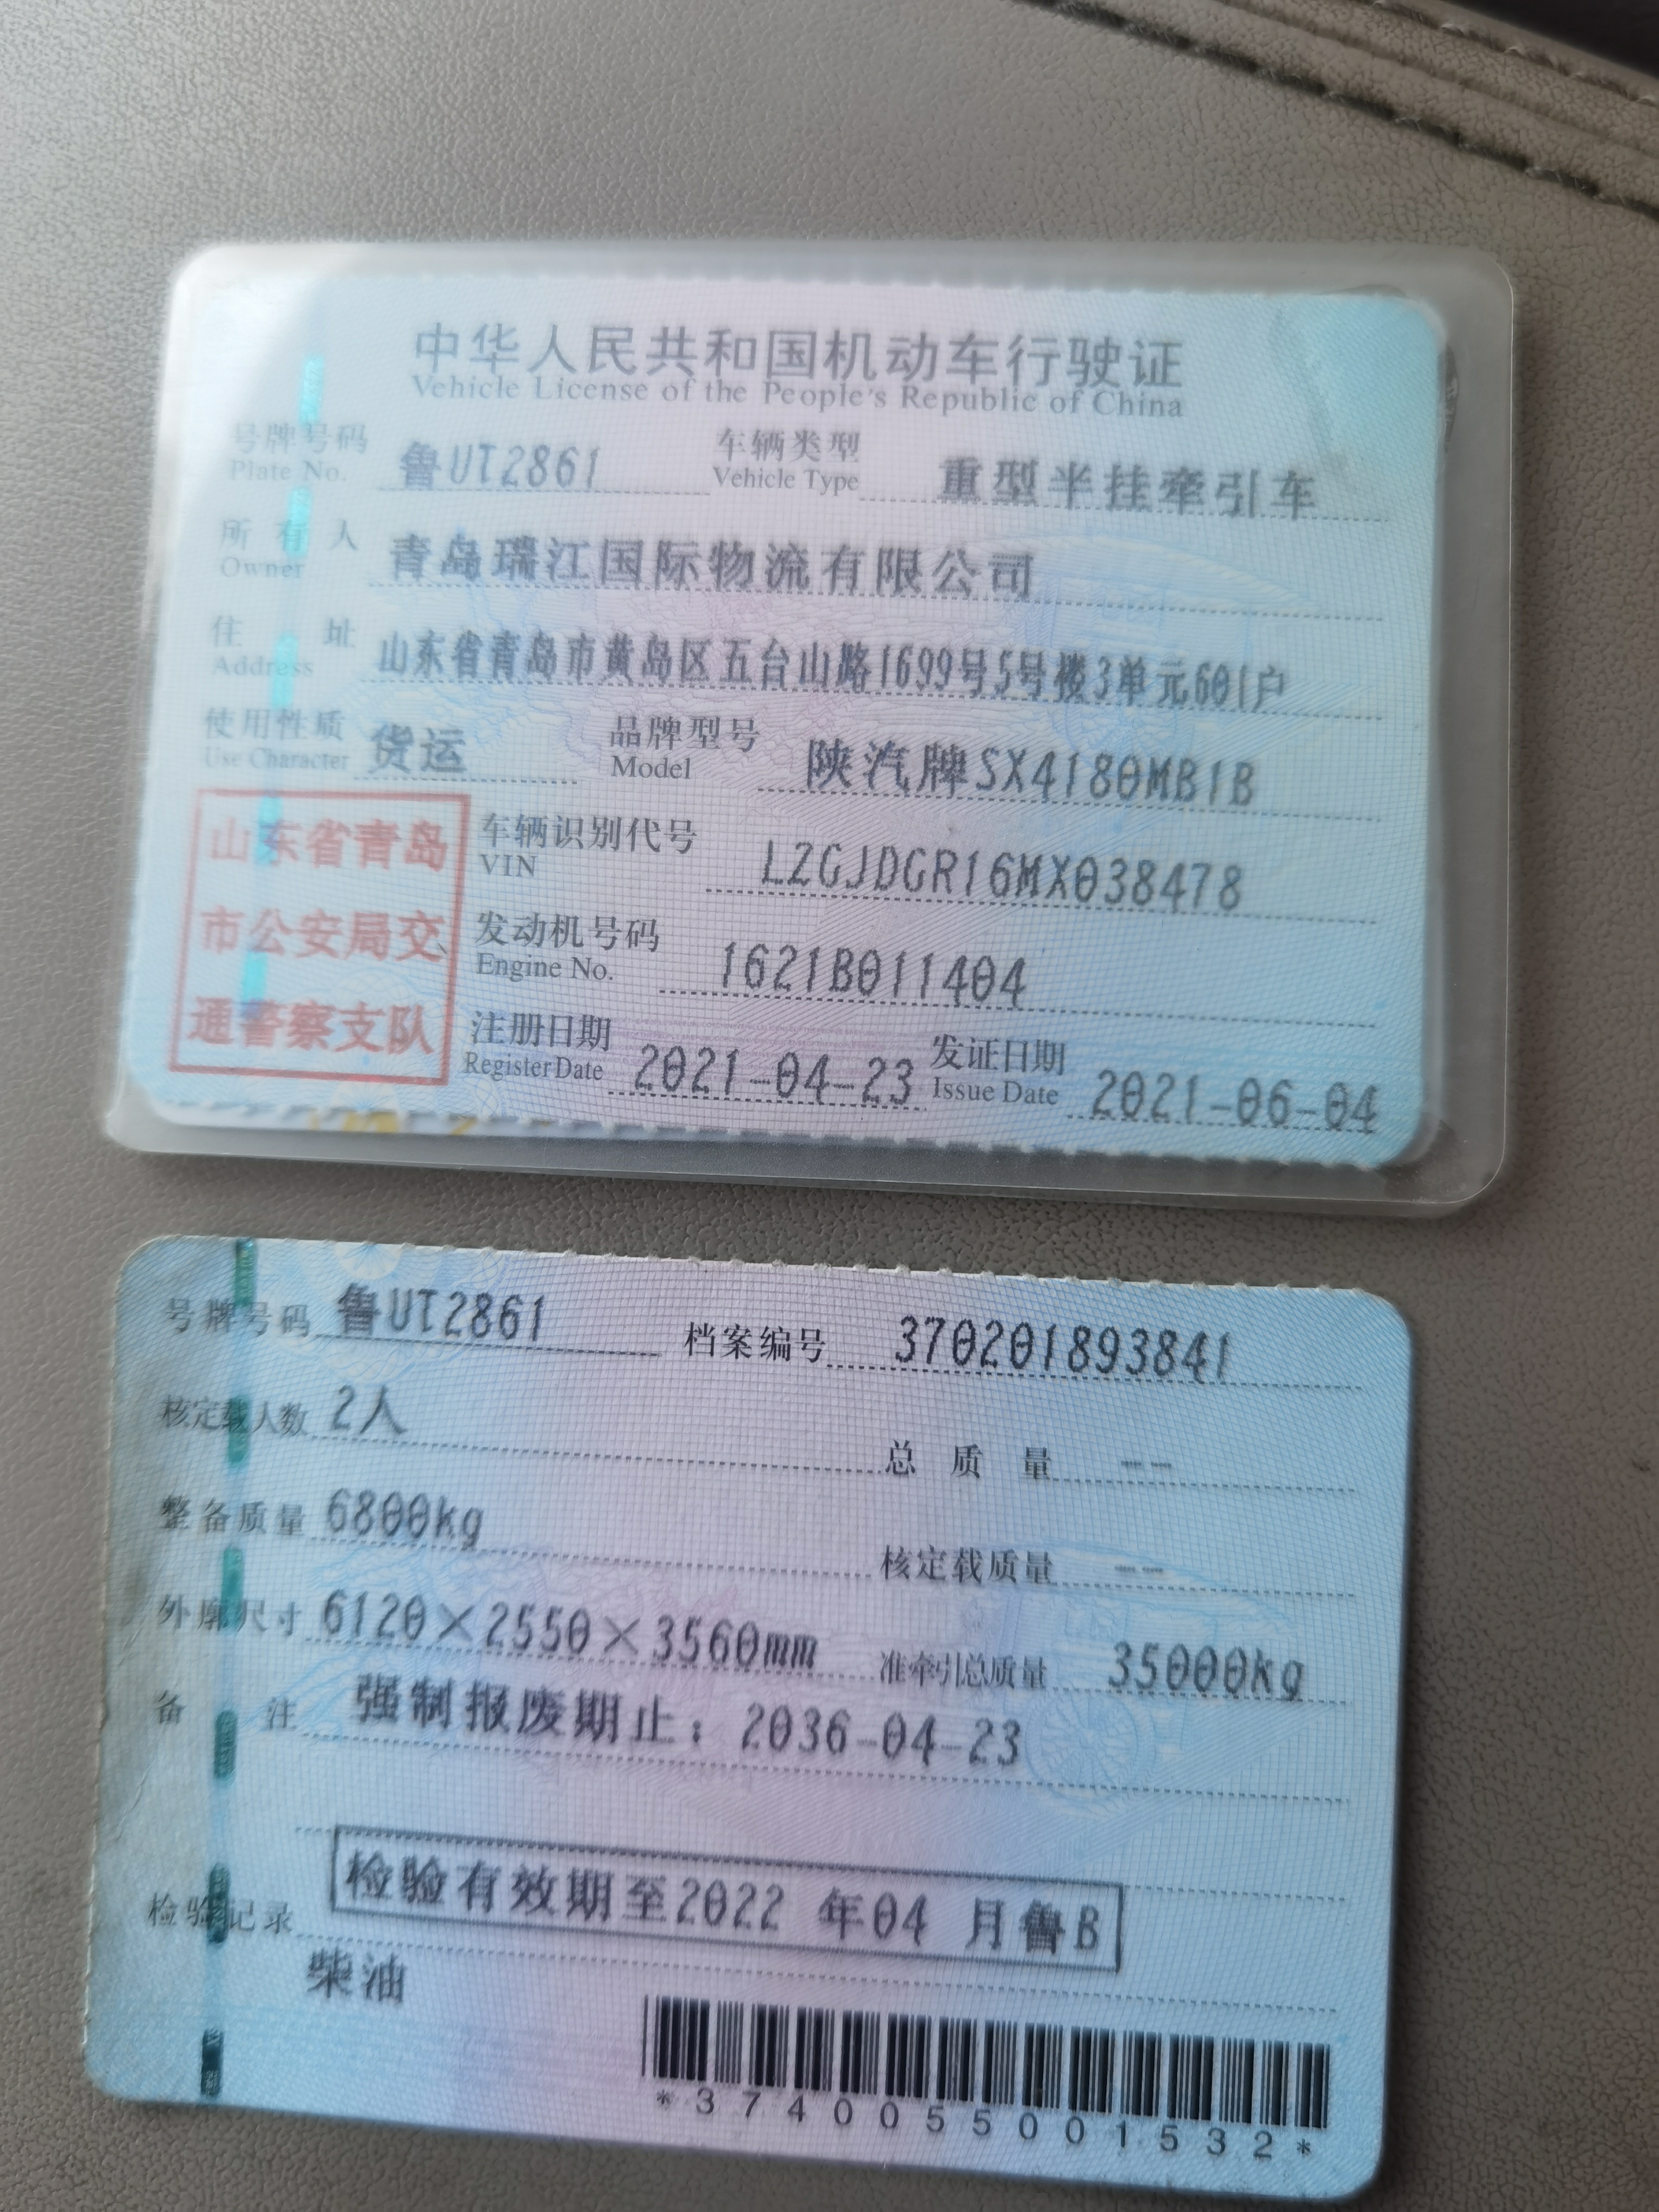 中华人民共和国机动车行驶证
Vehicle License of the People's Republic of China
号牌号码 鲁UT2861 车辆类型 重型半挂牵引车
Plate No. Vehicle Type
所有人 青岛瑞江国际物流有限公司
Owner
住址 山东省青岛市黄岛区五台山路1699号5号楼3单元601户
Address
使用性质 货运 品牌型号 陕汽牌SX4180MB1B
Use Character Model
山东省青岛
市公安局交
通警察支队
车辆识别代号 LZGJDGR16MX038478
VIN
发动机号码 1621B011404
Engine No.
注册日期 2021-04-23 发证日期 2021-06-04
Register Date Issue Date
号牌号码 鲁UT2861 档案编号 370201893841
核定载人数 2人 总质量 --
整备质量 6800kg 核定载质量 --
外廓尺寸 6120×2550×3560mm 准牵引总质量 35000kg
备注 强制报废期止：2036-04-23
检验记录 检验有效期至2022 年04 月鲁B
柴油
*3740055001532*